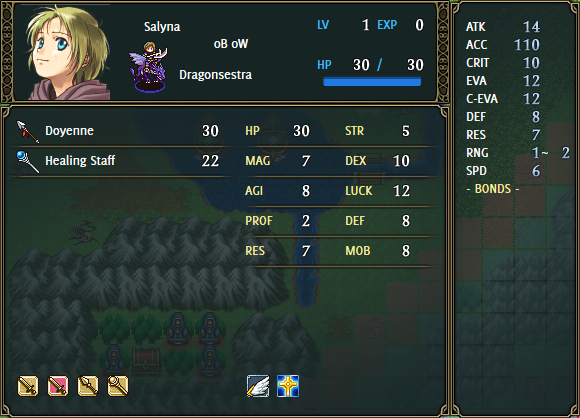 Salyna
oB oW
Dragonsestra
LV 1 EXP 0
HP 30 / 30
Doyenne 30
Healing Staff 22
HP 30 STR 5
MAG 7 DEX 10
AGI 8 LUCK 12
PROF 2 DEF 8
RES 7 MOB 8
ATK 14
ACC 110
CRIT 10
EVA 12
C-EVA 12
DEF 8
RES 7
RNG 1~ 2
SPD 6
- BONDS -